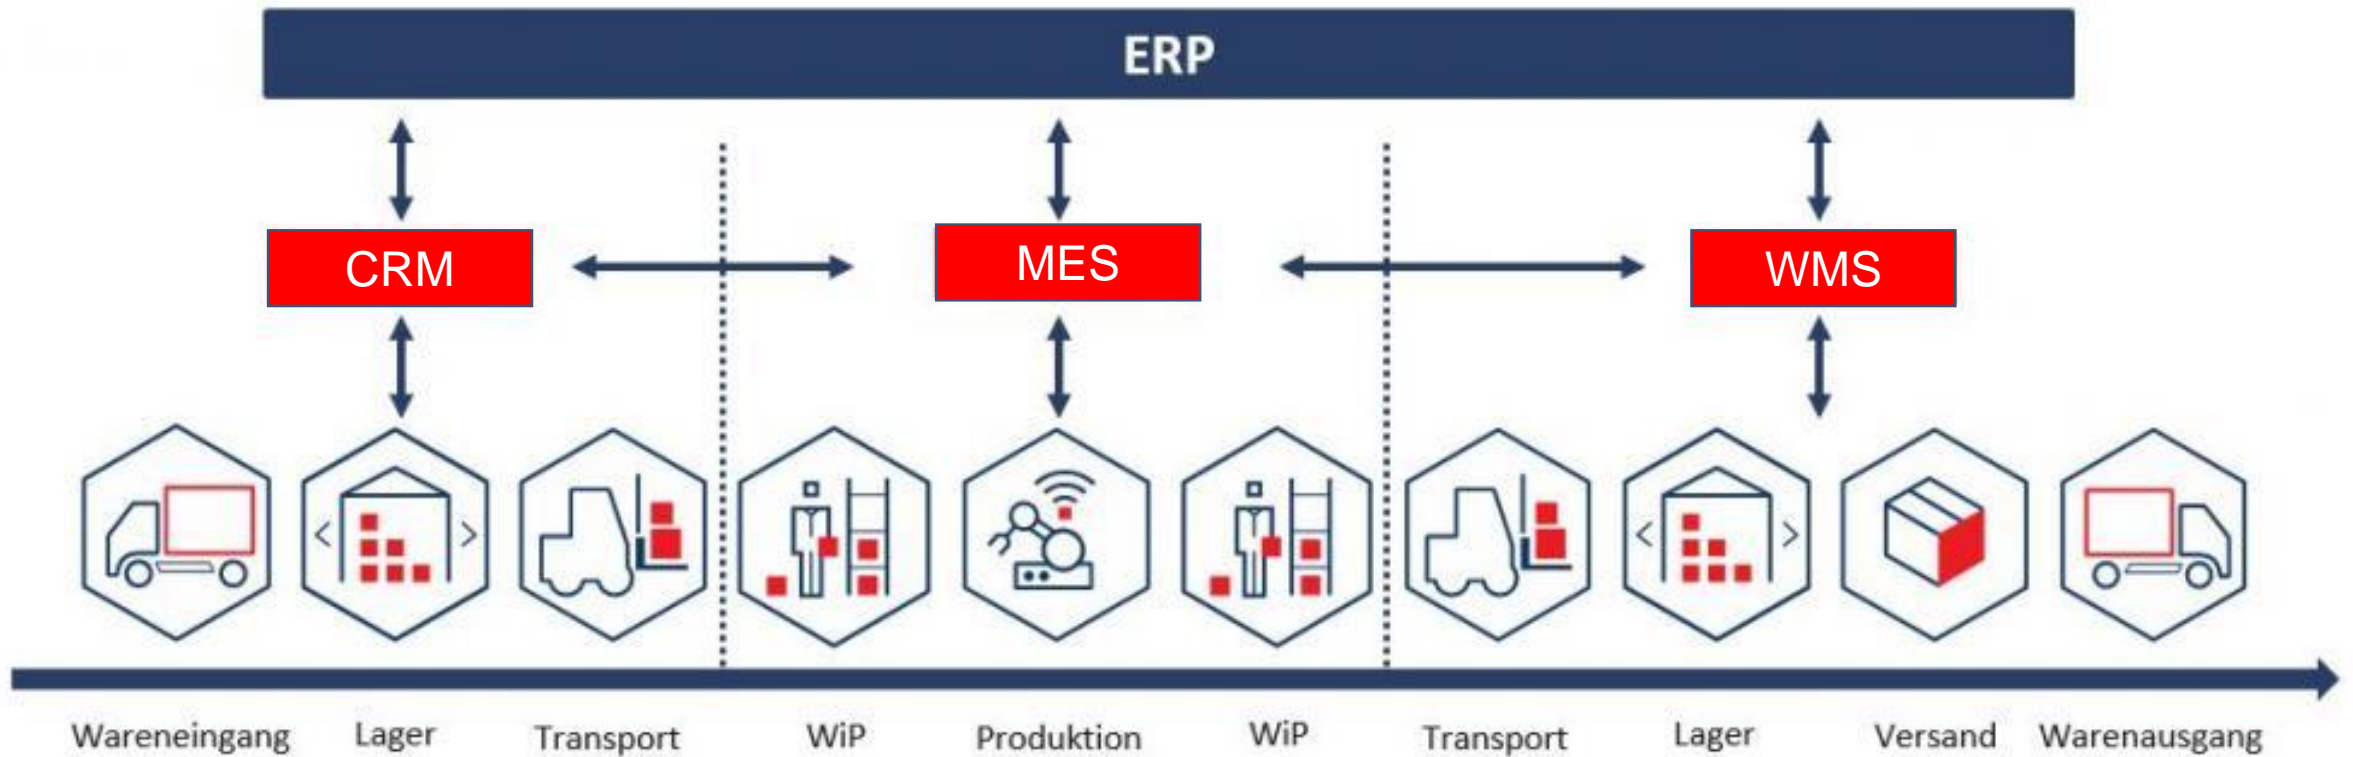 ERP
CRM
MES
WMS
Wareneingang
Lager
Transport
WiP
Produktion
WiP
Transport
Lager
Versand
Warenausgang